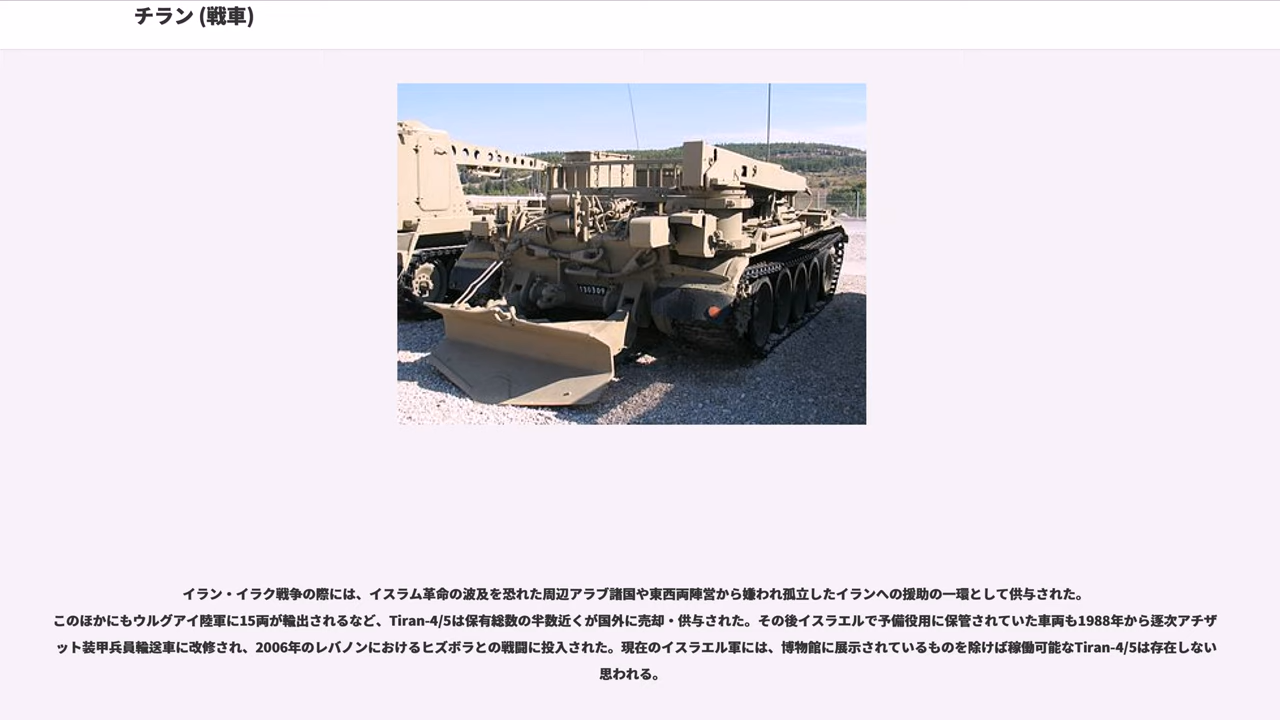 チラン (戦車)
130309
イラン・イラク戦争の際には、イスラム革命の波及を恐れた周辺アラブ諸国や東西両陣営から嫌われ孤立したイランへの援助の一環として供与された。
このほかにもウルグアイ陸軍に15両が輸出されるなど、Tiran-4/5は保有総数の半数近くが国外に売却・供与された。その後イスラエルで予備役用に保管されていた車両も1988年から逐次アチザ
ット装甲兵員輸送車に改修され、2006年のレバノンにおけるヒズボラとの戦闘に投入された。現在のイスラエル軍には、博物館に展示されているものを除けば稼働可能なTiran-4/5は存在しない
思われる。